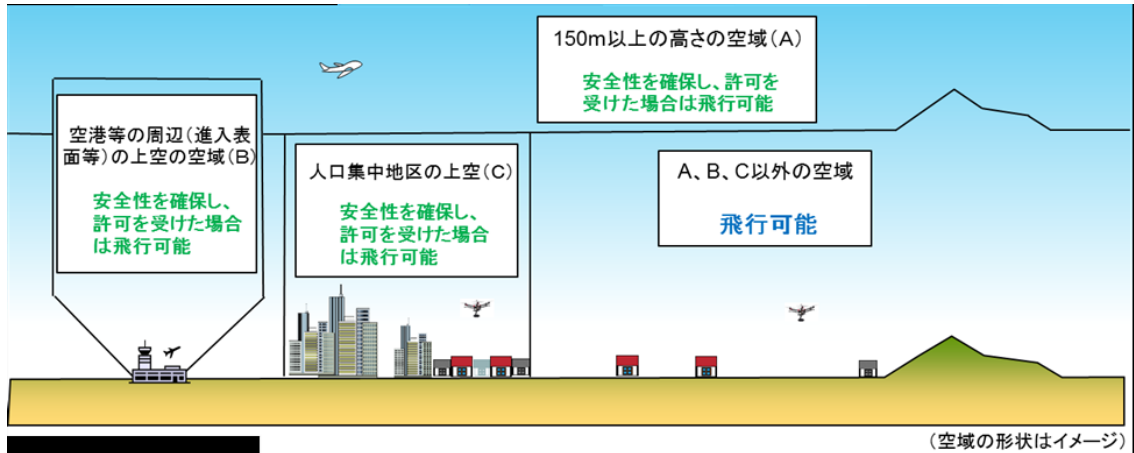 150m以上の高さの空域(A)
安全性を確保し、許可を
受けた場合は飛行可能
空港等の周辺(進入表
面等)の上空の空域(B)
安全性を確保し、
許可を受けた場合
は飛行可能
人口集中地区の上空(C)
安全性を確保し、
許可を受けた場合
は飛行可能
A、B、C以外の空域
飛行可能
(空域の形状はイメージ)